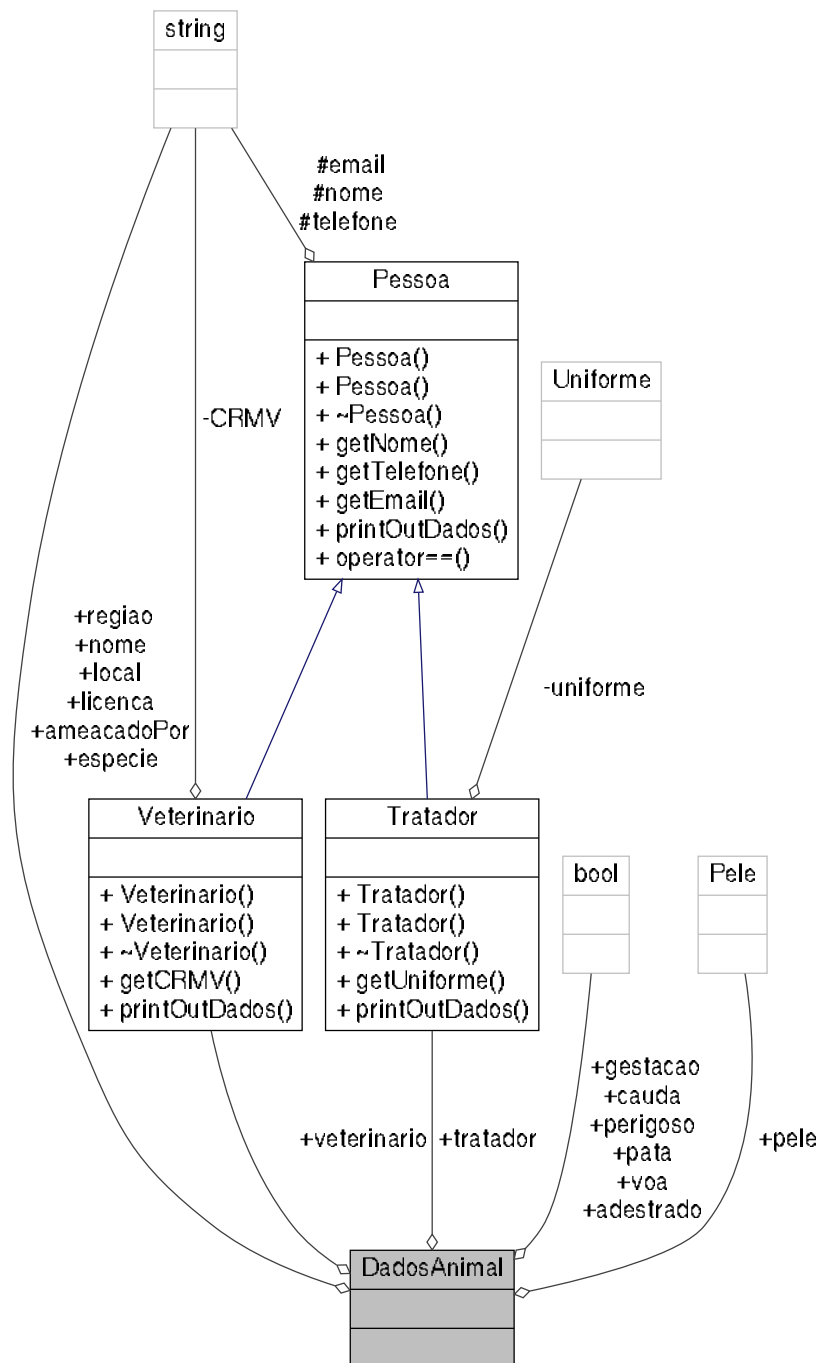 string
#email
#nome
#telefone
Pessoa
+ Pessoa()
+ Pessoa()
+ ~Pessoa()
+ getNome()
+ getTelefone()
+ getEmail()
+ printOutDados()
+ operator==()
Uniforme
-CRMV
+regiao
+nome
+local
+licenca
+ameacadoPor
+especie
-uniforme
Veterinario
+ Veterinario()
+ Veterinario()
+ ~Veterinario()
+ getCRMV()
+ printOutDados()
Tratador
+ Tratador()
+ Tratador()
+ ~Tratador()
+ getUniforme()
+ printOutDados()
bool
Pele
+veterinario
+tratador
+gestacao
+cauda
+perigoso
+pata
+voa
+adestrado
+pele
DadosAnimal